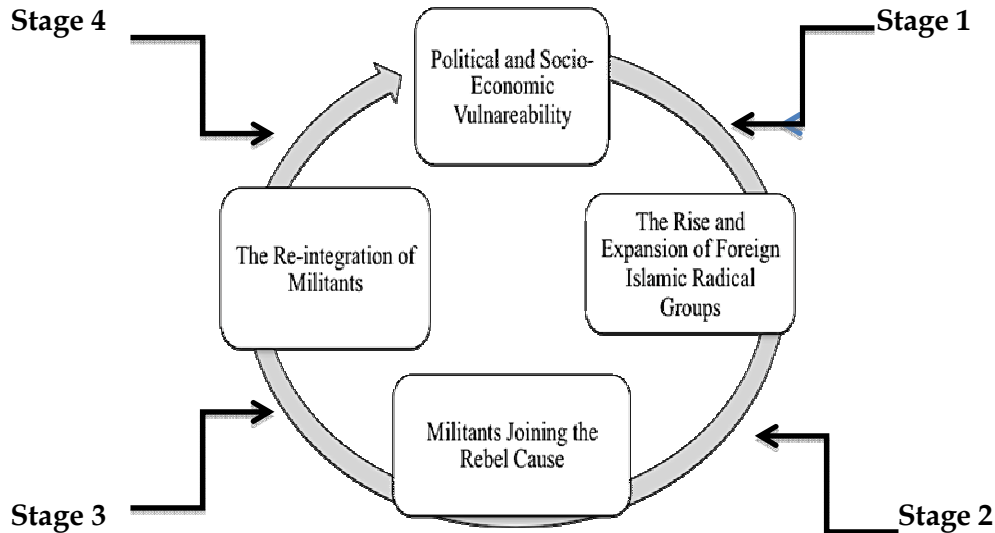 Stage 4
Stage 1
Political and Socio-
Economic
Vulnareability
The Rise and
Expansion of Foreign
Islamic Radical
Groups
The Re-integration of
Militants
Militants Joining the
Rebel Cause
Stage 3
Stage 2